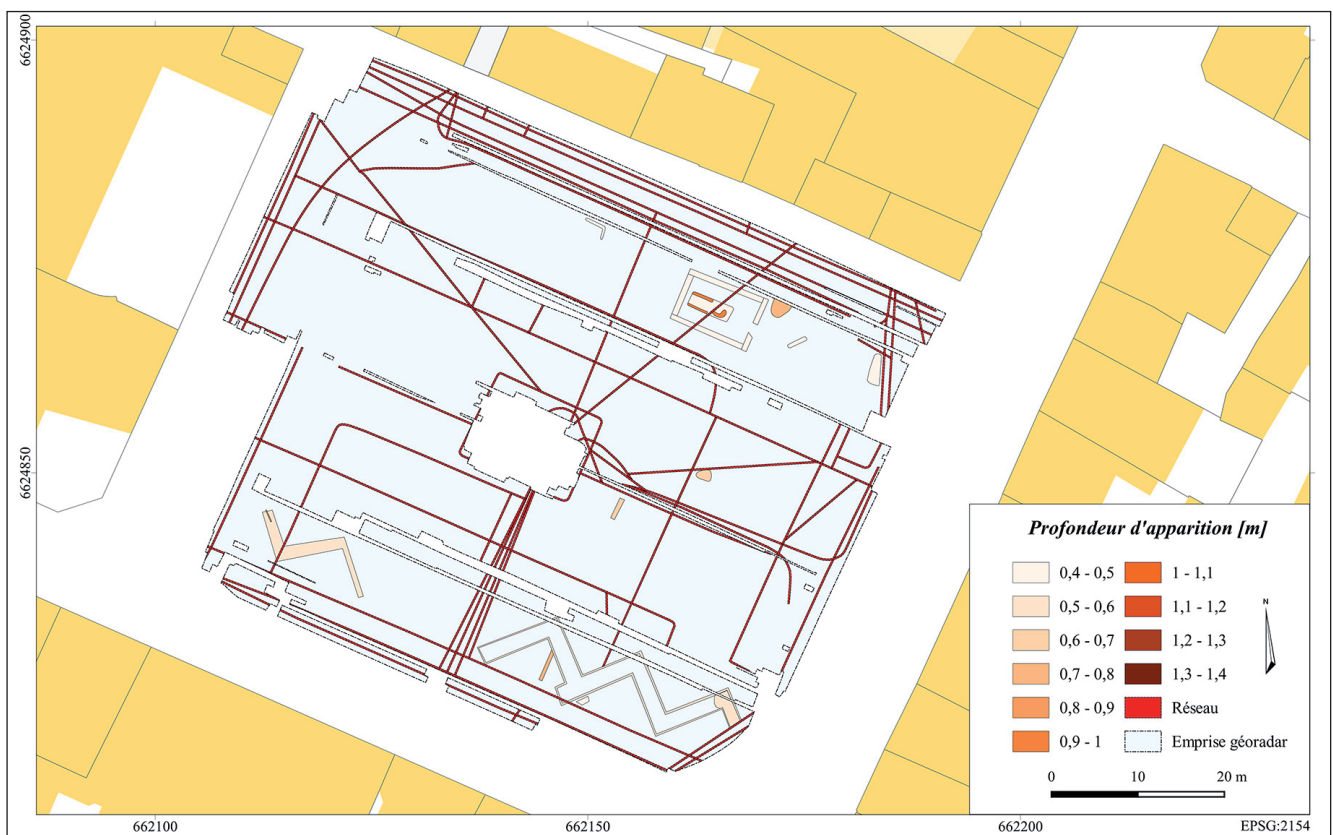 6624900
6624850
Profondeur d'apparition [m]
0,4 - 0,5
1 - 1,1
0,5 - 0,6
1,1 - 1,2
0,6 - 0,7
1,2 - 1,3
0,7 - 0,8
1,3 - 1,4
0,8 - 0,9
Réseau
0,9 - 1
Emprise géoradar
N
0 10 20 m
662100 662150 662200 EPSG:2154